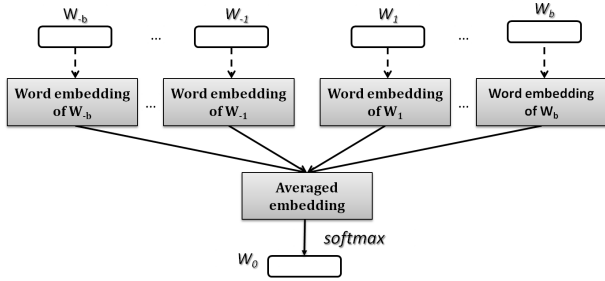 W-b
W-1
W1
Wb
... ...
Word embedding
of W-b
...
Word embedding
of W-1
Word embedding
of W1
...
Word embedding
of Wb
Averaged
embedding
softmax
W0